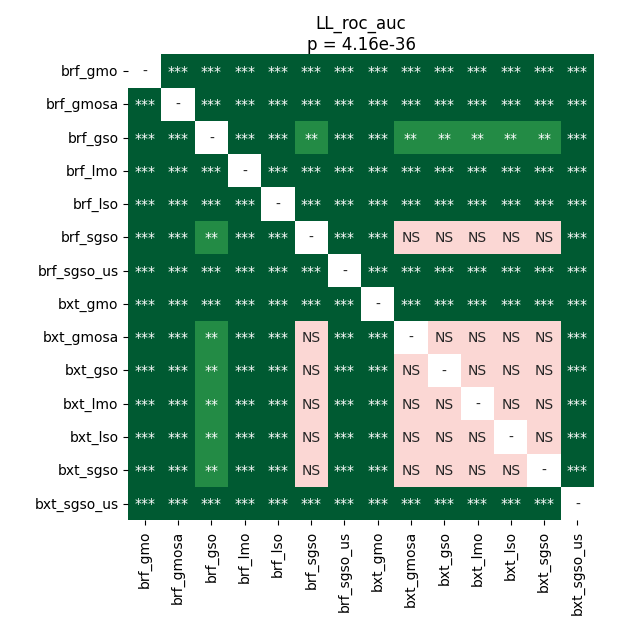 LL_roc_auc
p = 4.16e-36
brf_gmo - *** *** *** *** *** *** *** *** *** *** *** *** ***
brf_gmosa *** - *** *** *** *** *** *** *** *** *** *** *** ***
brf_gso *** *** - *** *** ** *** *** ** ** ** ** ** ***
brf_lmo *** *** *** - *** *** *** *** *** *** *** *** *** ***
brf_lso *** *** *** *** - *** *** *** *** *** *** *** *** ***
brf_sgso *** *** ** *** *** - *** *** NS NS NS NS NS ***
brf_sgso_us *** *** *** *** *** *** - *** *** *** *** *** *** ***
bxt_gmo *** *** *** *** *** *** *** - *** *** *** *** *** ***
bxt_gmosa *** *** ** *** *** NS *** *** - NS NS NS NS ***
bxt_gso *** *** ** *** *** NS *** *** NS - NS NS NS ***
bxt_lmo *** *** ** *** *** NS *** *** NS NS - NS NS ***
bxt_lso *** *** ** *** *** NS *** *** NS NS NS - NS ***
bxt_sgso *** *** ** *** *** NS *** *** NS NS NS NS - ***
bxt_sgso_us *** *** *** *** *** *** *** *** *** *** *** *** *** -
brf_gmo
brf_gmosa
brf_gso
brf_lmo
brf_lso
brf_sgso
brf_sgso_us
bxt_gmo
bxt_gmosa
bxt_gso
bxt_lmo
bxt_lso
bxt_sgso
bxt_sgso_us